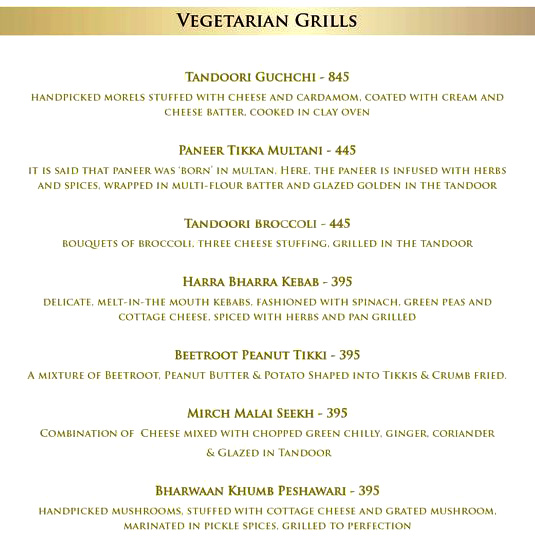 Vegetarian Grills
Tandoori Guchchi - 845
handpicked morels stuffed with cheese and cardamom, coated with cream and
cheese batter, cooked in clay oven
Paneer Tikka Multani - 445
it is said that paneer was 'born' in multan. Here, the paneer is infused with herbs
and spices, wrapped in multi-flour batter and glazed golden in the tandoor
Tandoori Broccoli - 445
bouquets of broccoli, three cheese stuffing, grilled in the tandoor
Harra Bharra Kebab - 395
delicate, melt-in-the mouth kebabs, fashioned with spinach, green peas and
cottage cheese, spiced with herbs and pan grilled
Beetroot Peanut Tikki - 395
A mixture of Beetroot, Peanut Butter & Potato Shaped into Tikkis & Crumb fried.
Mirch Malai Seekh - 395
Combination of Cheese mixed with chopped green chilly, ginger, coriander
& Glazed in Tandoor
Bharwaan Khumb Peshawari - 395
handpicked mushrooms, stuffed with cottage cheese and grated mushroom,
marinated in pickle spices, grilled to perfection